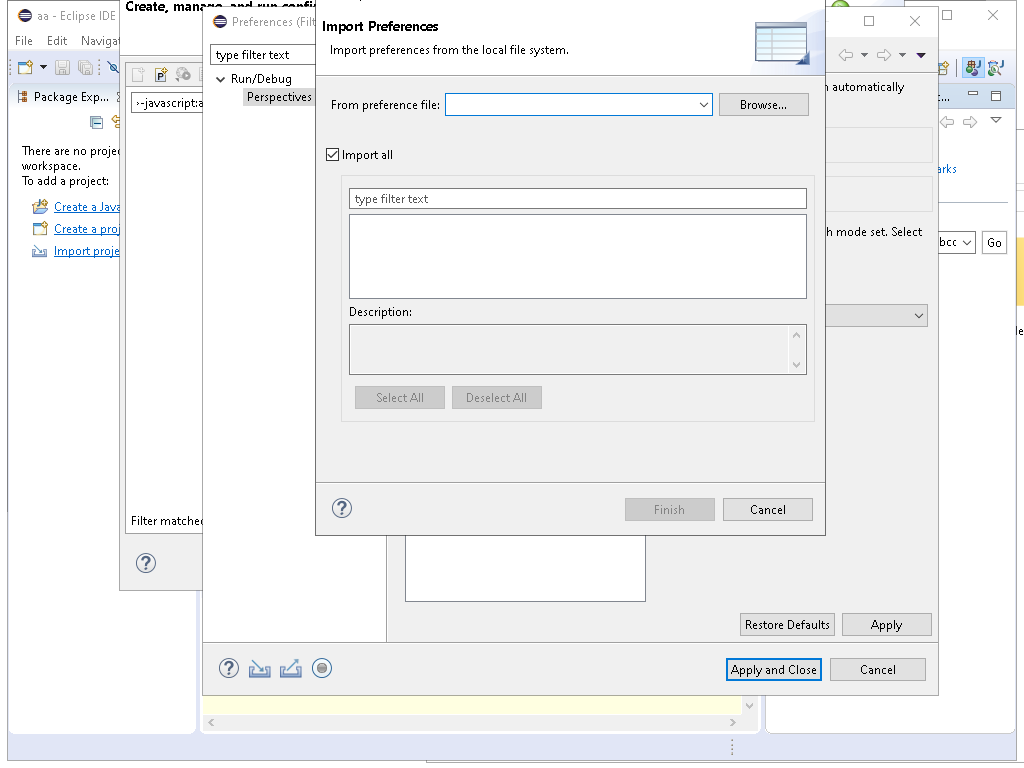 aa - Eclipse IDE
File Edit Navigat
Package Exp...
There are no proje
workspace.
To add a project:
Create a Java
Create a proj
Import proje
Create, manage, and run confi
>-javascript:a
Filter matche
Preferences (Filt
type filter text
Run/Debug
Perspectives
Import Preferences
Import preferences from the local file system.
From preference file:
Browse...
Import all
type filter text
Description:
Select All
Deselect All
Finish
Cancel
automatically
h mode set. Select
Restore Defaults
Apply
Apply and Close
Cancel
arks
Go